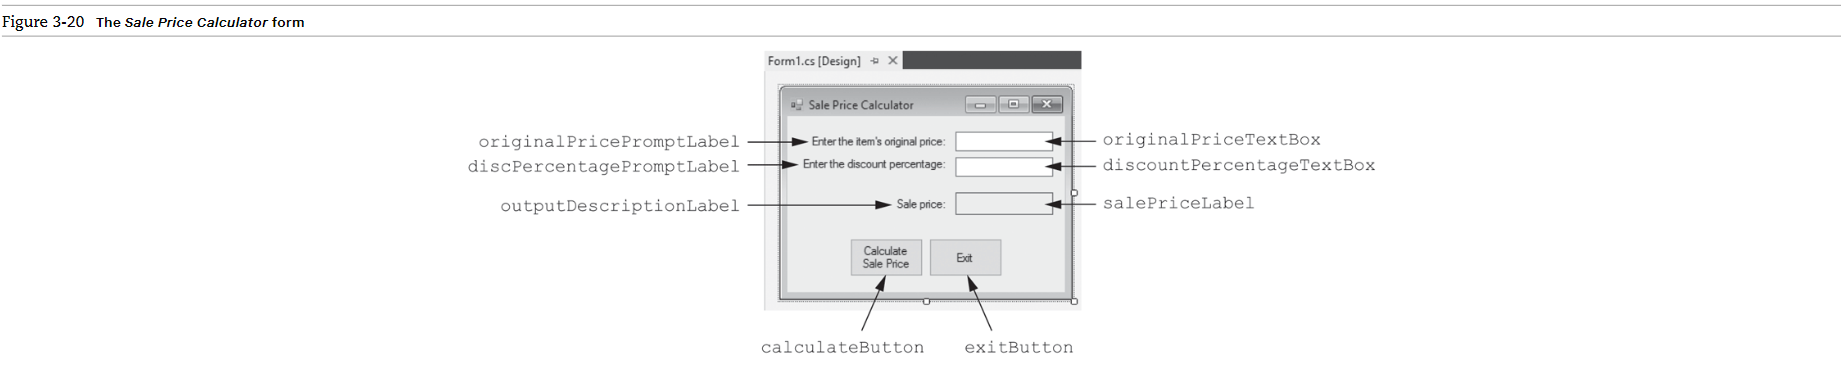 Figure 3-20 The Sale Price Calculator form
Form1.cs [Design]
Sale Price Calculator
originalPricePromptLabel
Enter the item's original price:
originalPriceTextBox
discPercentagePromptLabel
Enter the discount percentage:
discountPercentageTextBox
outputDescriptionLabel
Sale price:
salePriceLabel
Calculate
Sale Price
Exit
calculateButton
exitButton